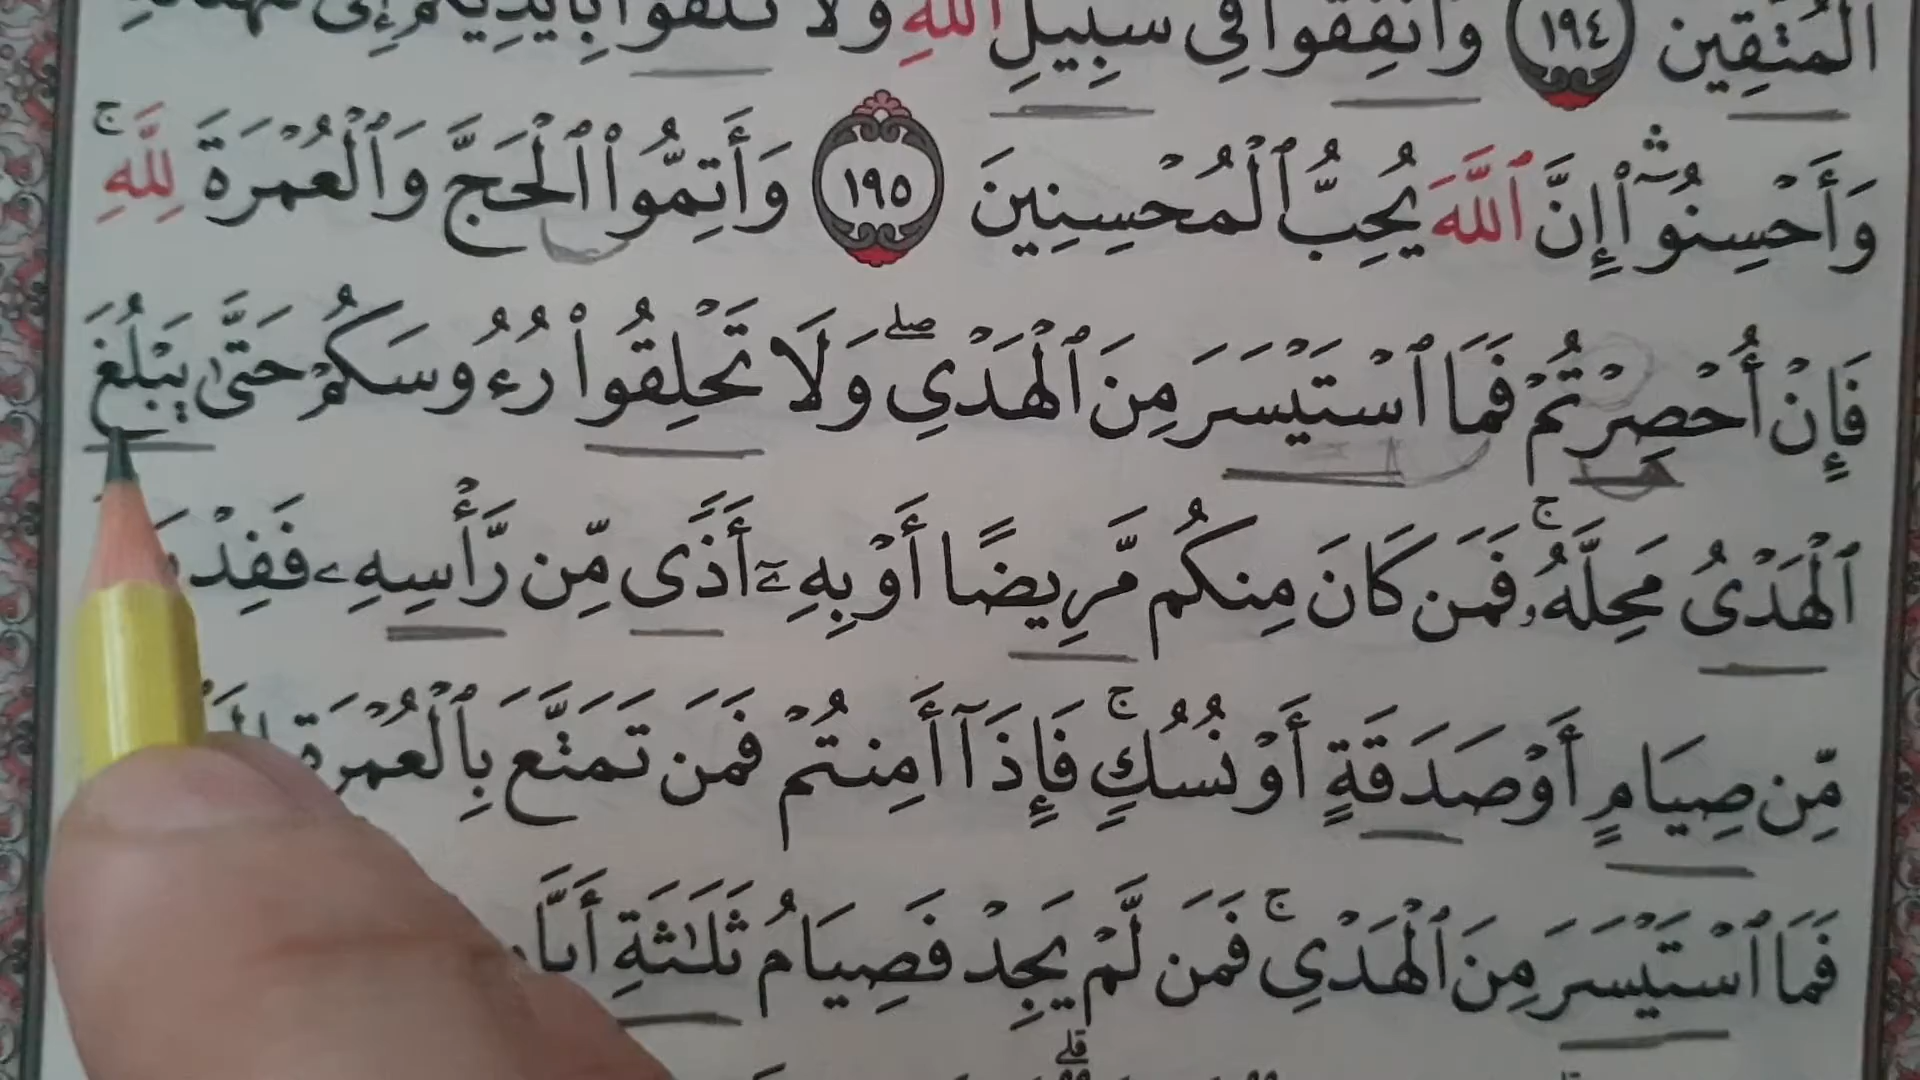 ٱلْمُتَّقِينَ ١٩٤ وَأَنفِقُوا۟ فِى سَبِيلِ ٱللَّهِ وَلَا تُلْقُوا۟ بِأَيْدِيكُمْ إِلَى
وَأَحْسِنُوٓا۟ ۛ إِنَّ ٱللَّهَ يُحِبُّ ٱلْمُحْسِنِينَ ١٩٥ وَأَتِمُّوا۟ ٱلْحَجَّ وَٱلْعُمْرَةَ لِلَّهِ ۚ
فَإِنْ أُحْصِرْتُمْ فَمَا ٱسْتَيْسَرَ مِنَ ٱلْهَدْىِ ۖ وَلَا تَحْلِقُوا۟ رُءُوسَكُمْ حَتَّىٰ يَبْلُغَ
ٱلْهَدْىُ مَحِلَّهُۥ ۚ فَمَن كَانَ مِنكُم مَّرِيضًا أَوْ بِهِۦٓ أَذًى مِّن رَّأْسِهِۦ
مِّن صِيَامٍ أَوْ صَدَقَةٍ أَوْ نُسُكٍ ۚ فَإِذَآ أَمِنتُمْ فَمَن تَمَتَّعَ بِٱلْعُمْرَةِ
فَمَا ٱسْتَيْسَرَ مِنَ ٱلْهَدْىِ ۚ فَمَن لَّمْ يَجِدْ فَصِيَامُ ثَلَـٰثَةِ